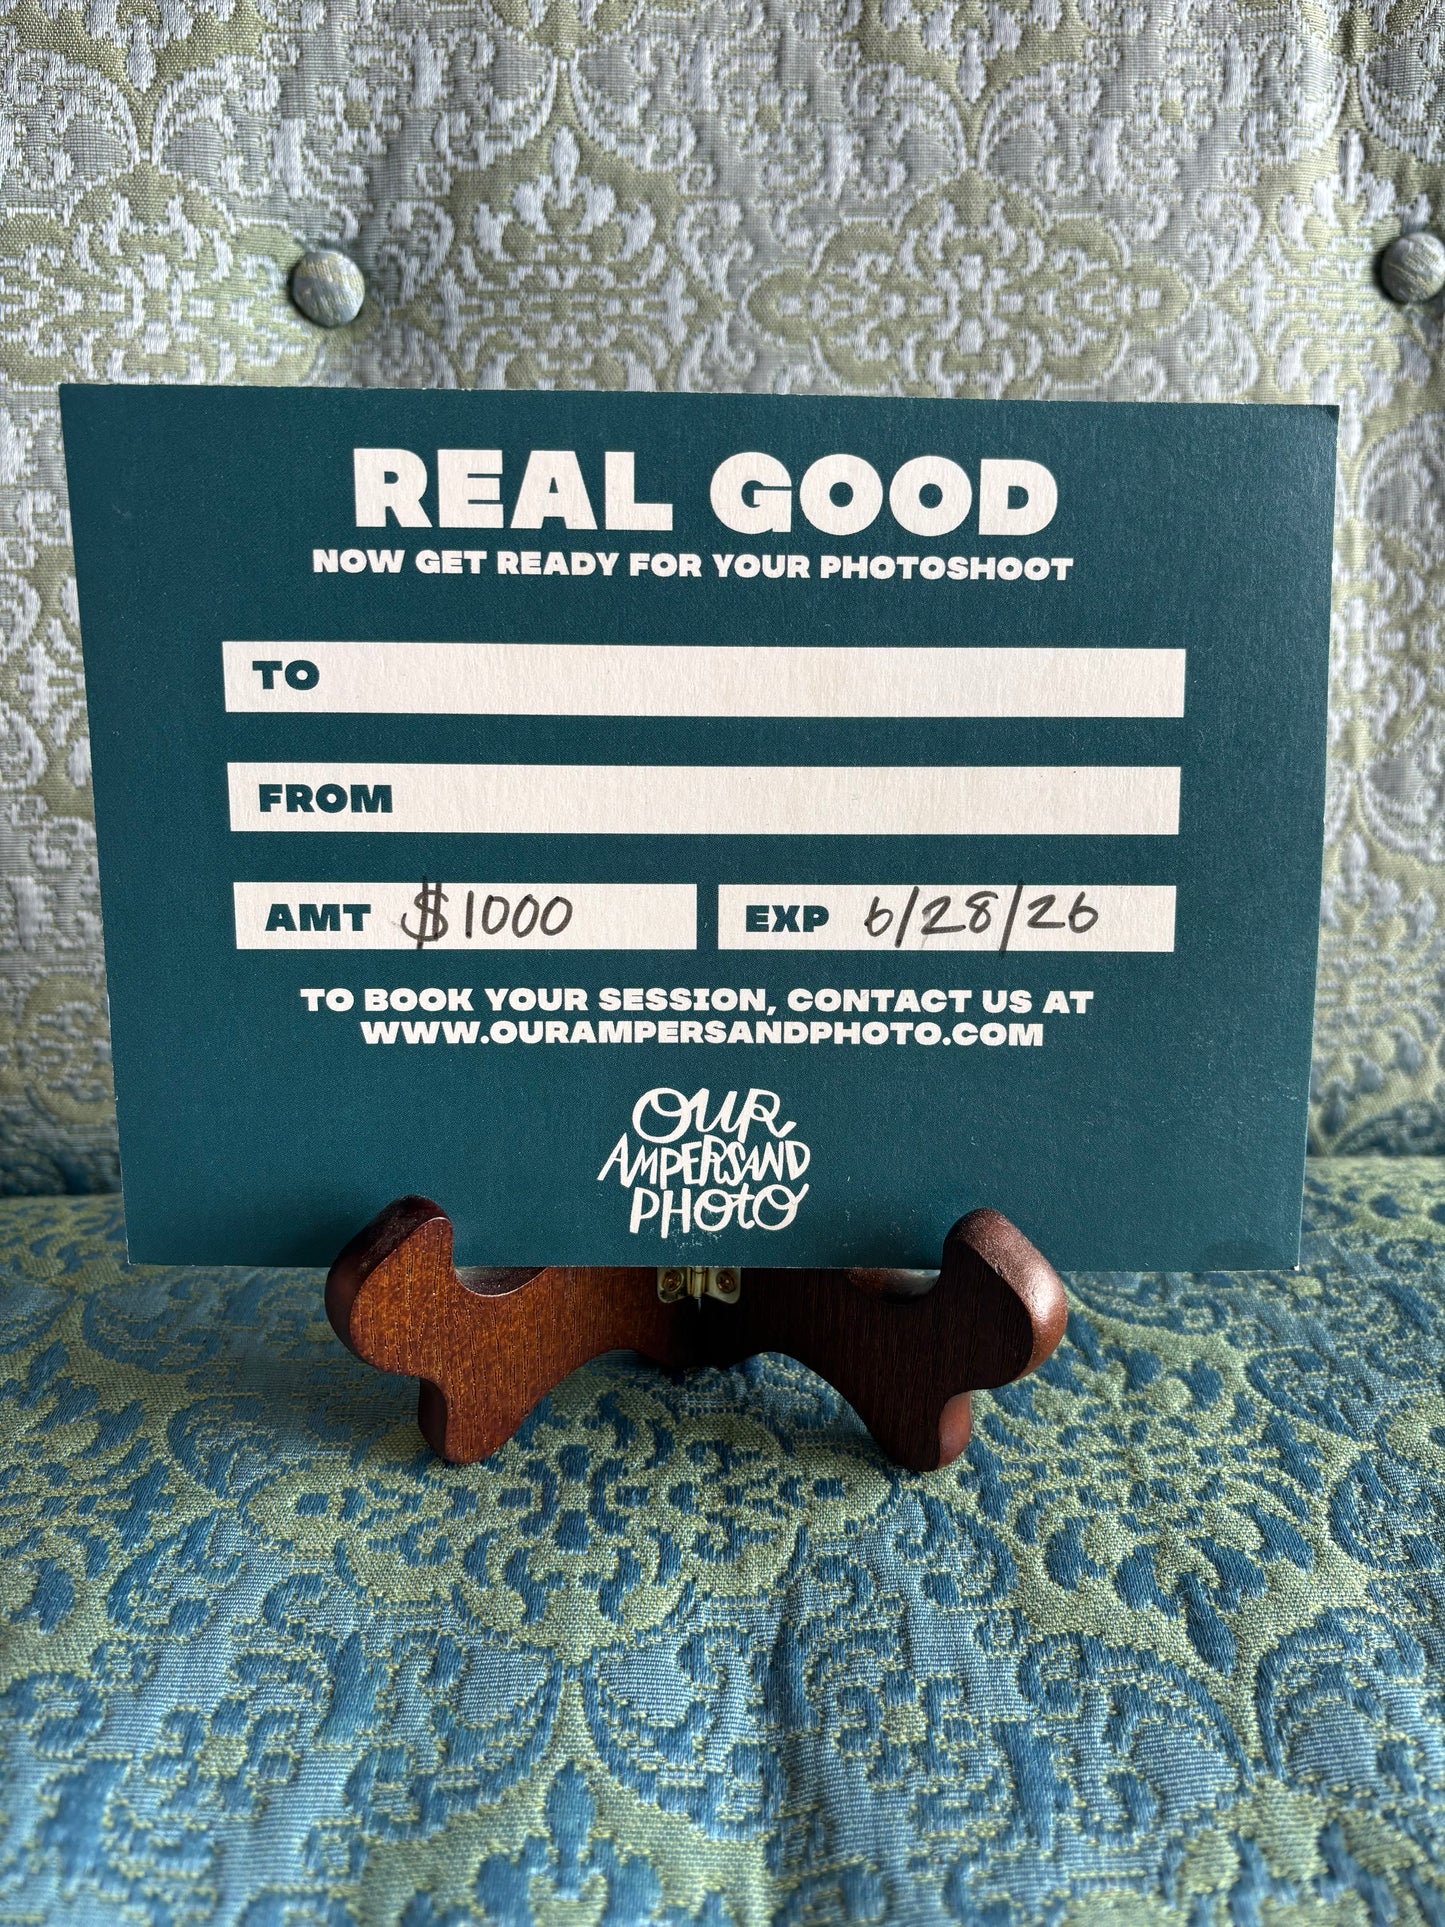 REAL GOOD
NOW GET READY FOR YOUR PHOTOSHOOT
TO
FROM
AMT $1000 EXP 6/28/26
TO BOOK YOUR SESSION, CONTACT US AT
WWW.OURAMPERSANDPHOTO.COM
OUR
AMPERSAND
PHOTO